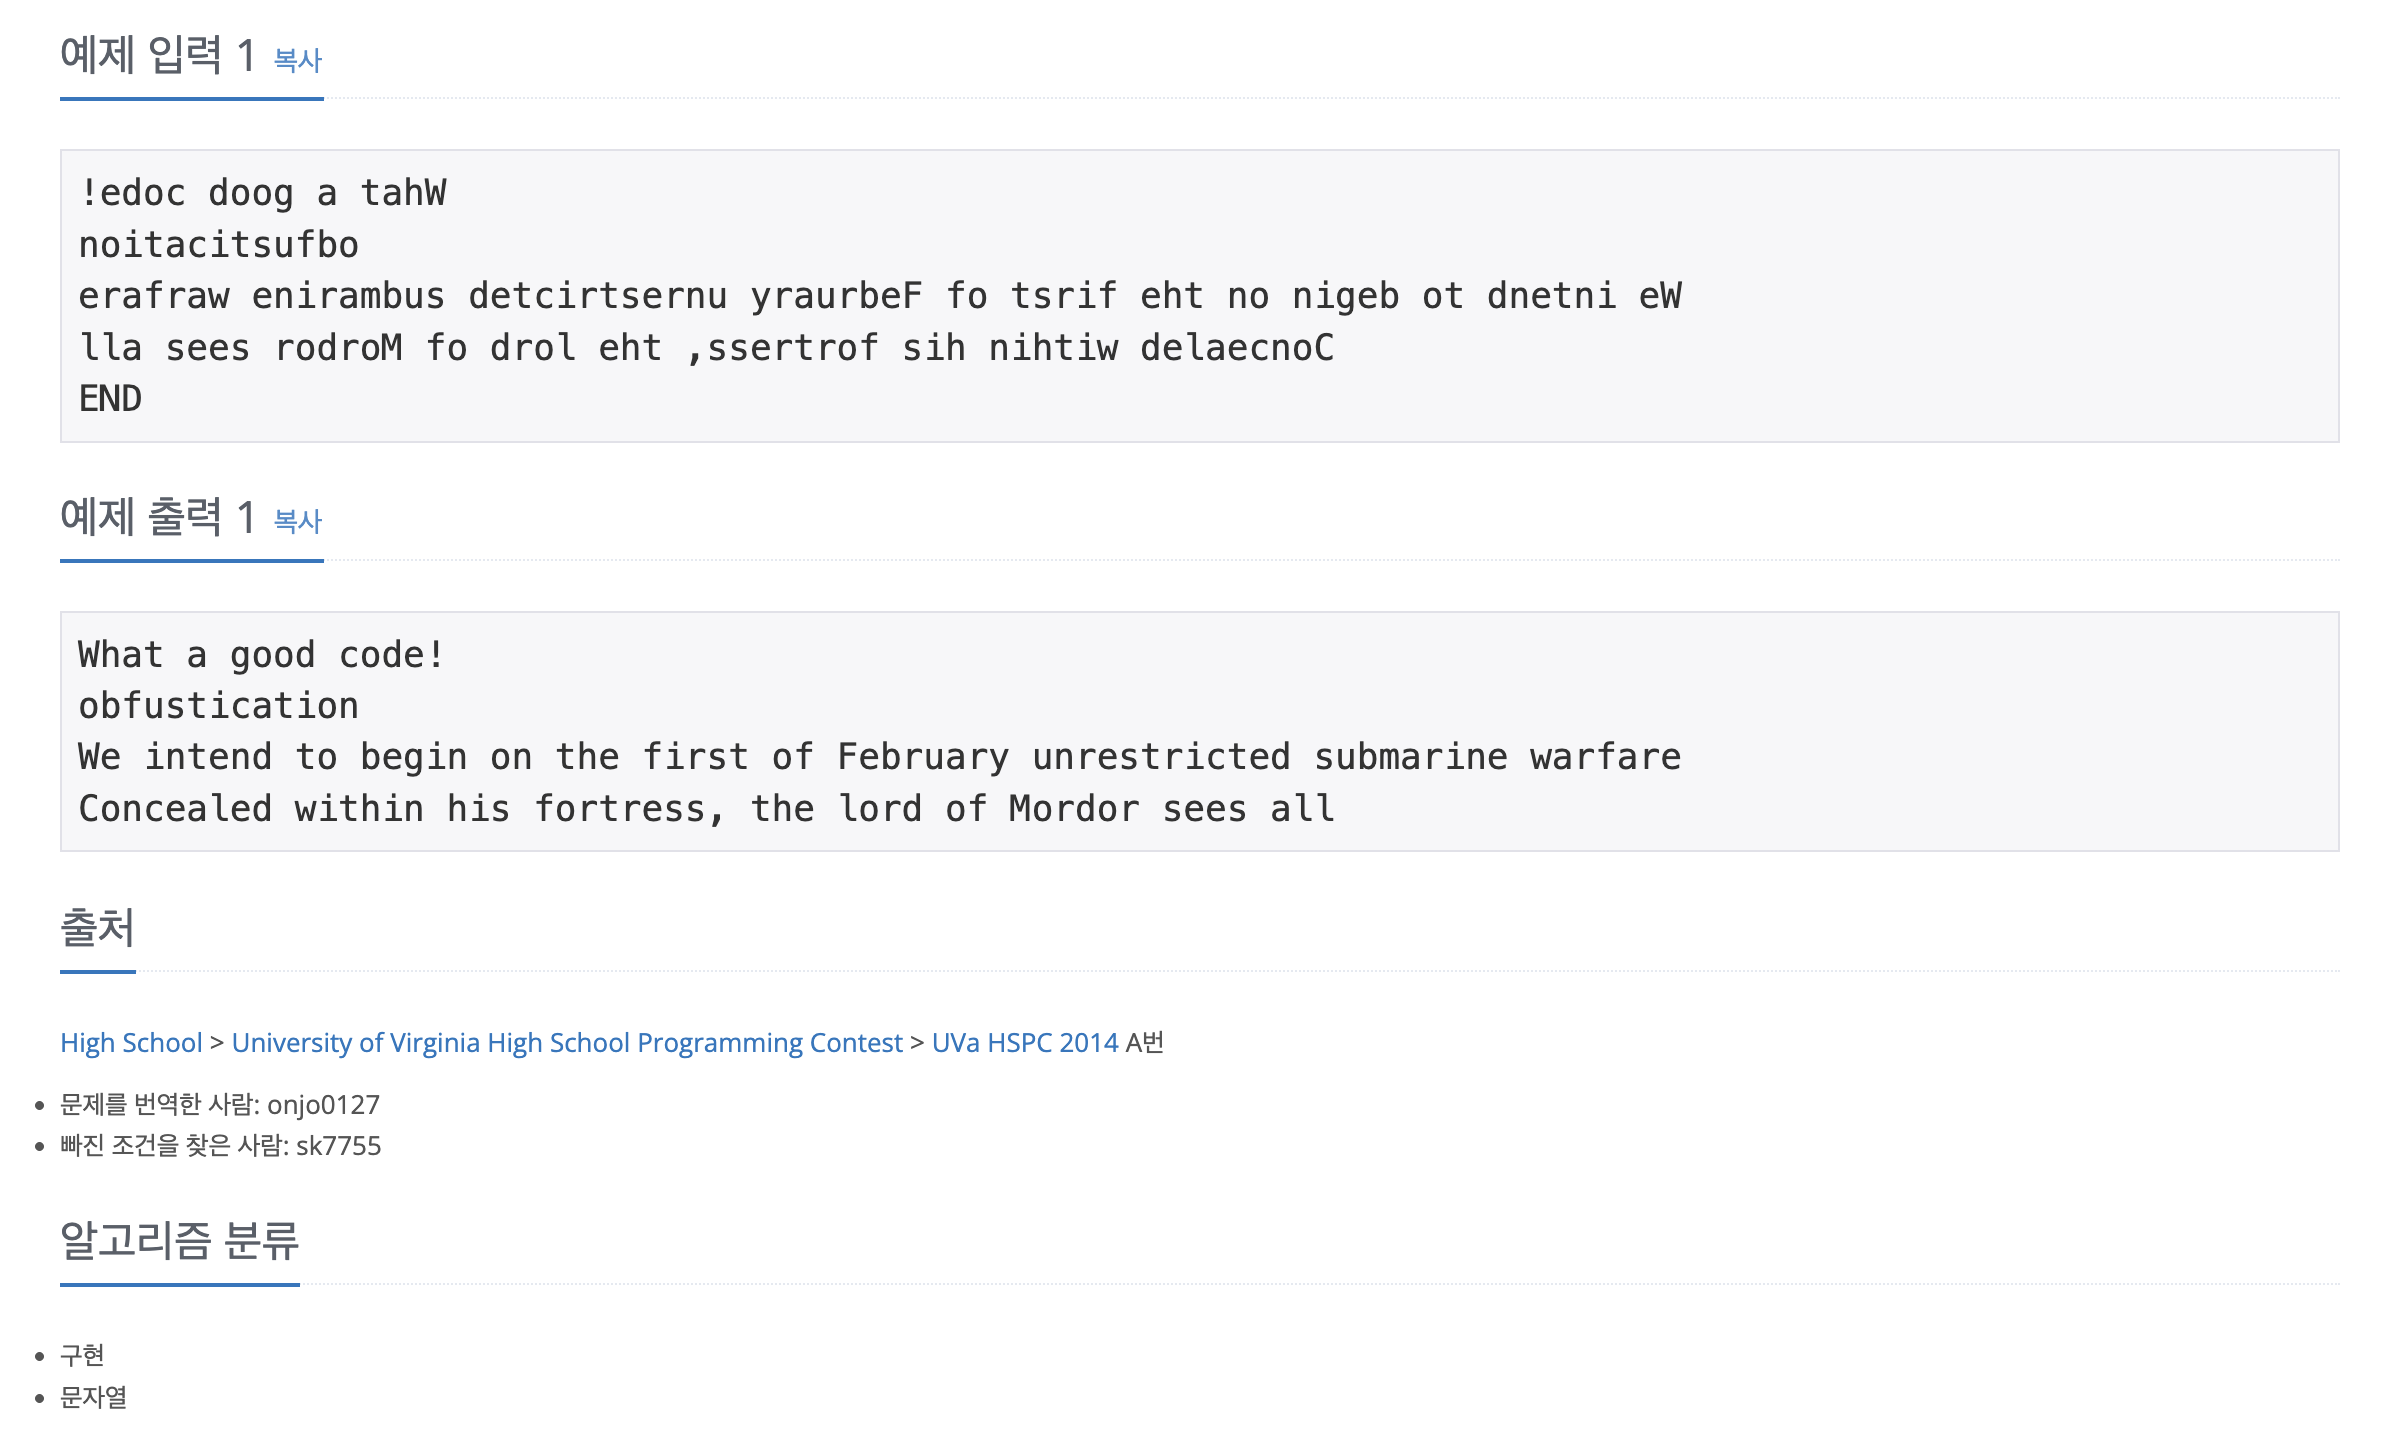 예제 입력 1 복사
!edoc doog a tahW
noitacitsufbo
erafraw enirambus detcirtsernu yraurbeF fo tsrif eht no nigeb ot dnetni eW
lla sees rodroM fo drol eht ,ssertrof sih nihtiw delaecnoC
END
예제 출력 1 복사
What a good code!
obfustication
We intend to begin on the first of February unrestricted submarine warfare
Concealed within his fortress, the lord of Mordor sees all
출처
High School > University of Virginia High School Programming Contest > UVa HSPC 2014 A번
• 문제를 번역한 사람: onjo0127
• 빠진 조건을 찾은 사람: sk7755
알고리즘 분류
• 구현
• 문자열